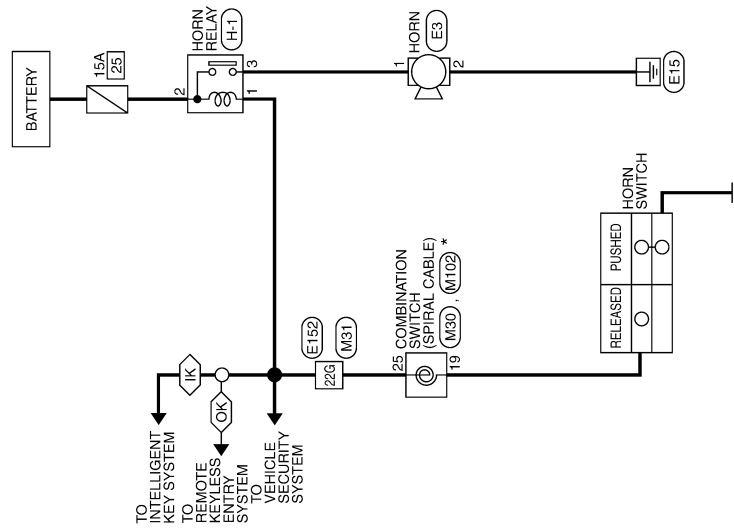 BATTERY
15A
25
HORN
RELAY
H-1
2
3
1
HORN
E3
1
2
E15
HORN
SWITCH
RELEASED
PUSHED
COMBINATION
SWITCH
(SPIRAL CABLE)
M30 , M102 *
25
19
E152
M31
22G
IK
OK
TO
INTELLIGENT
KEY SYSTEM
TO
REMOTE
KEYLESS
ENTRY
SYSTEM
TO
VEHICLE
SECURITY
SYSTEM